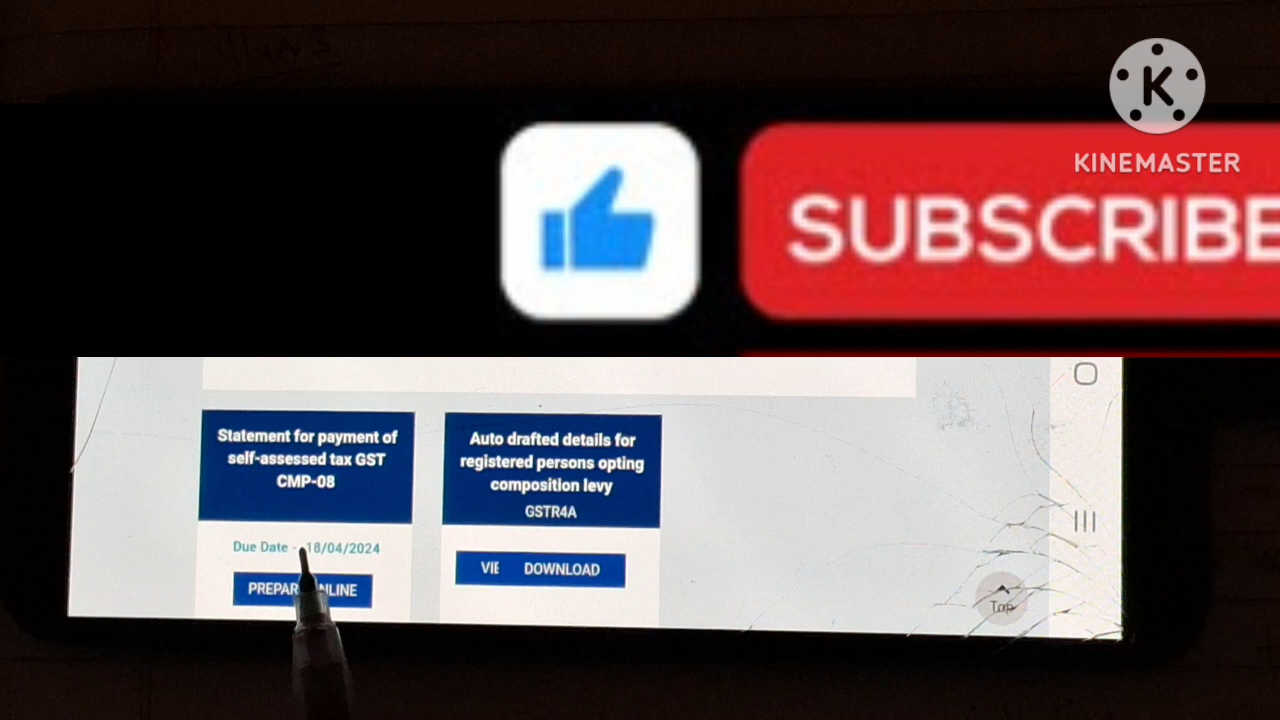 KINEMASTER
SUBSCRIBE
Statement for payment of
self-assessed tax GST
CMP-08
Due Date - 18/04/2024
Auto drafted details for
registered persons opting
composition levy
GSTR4A
VIE DOWNLOAD
Top